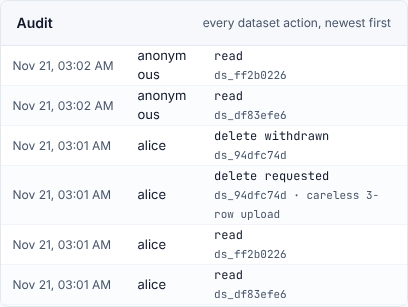 Audit
every dataset action, newest first
Nov 21, 03:02 AM
anonym
ous
read
ds_ff2b0226
Nov 21, 03:02 AM
anonym
ous
read
ds_df83efe6
Nov 21, 03:01 AM
alice
delete withdrawn
ds_94dfc74d
Nov 21, 03:01 AM
alice
delete requested
ds_94dfc74d · careless 3-
row upload
Nov 21, 03:01 AM
alice
read
ds_ff2b0226
Nov 21, 03:01 AM
alice
read
ds_df83efe6